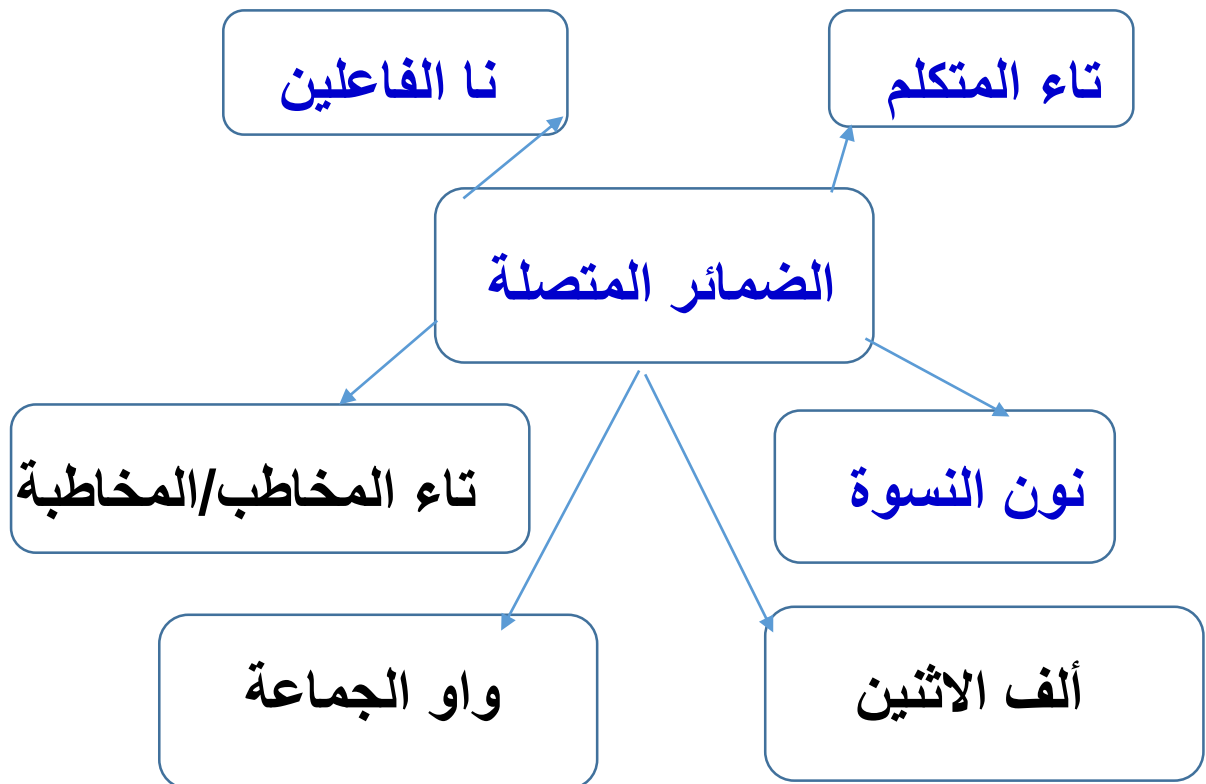 تاء المتكلم
نا الفاعلين
الضمائر المتصلة
نون النسوة
تاء المخاطب/المخاطبة
ألف الاثنين
واو الجماعة